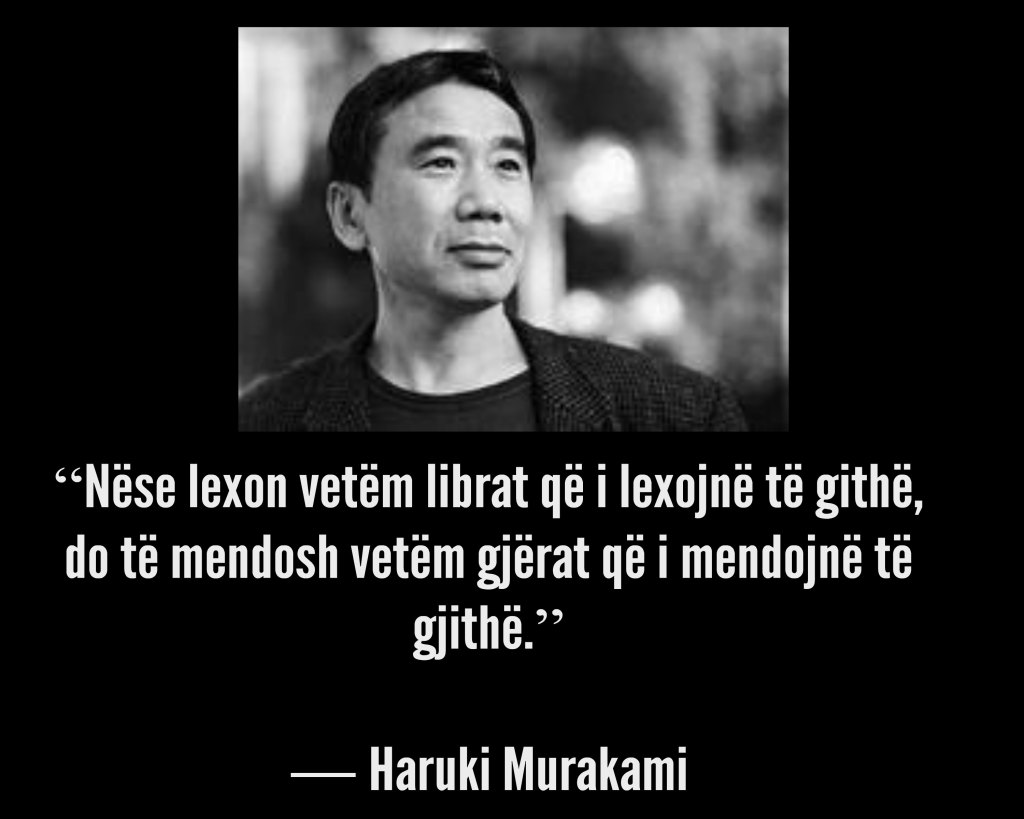 “Nëse lexon vetëm librat që i lexojnë të githë,
do të mendosh vetëm gjërat që i mendojnë të
gjithë.”
— Haruki Murakami